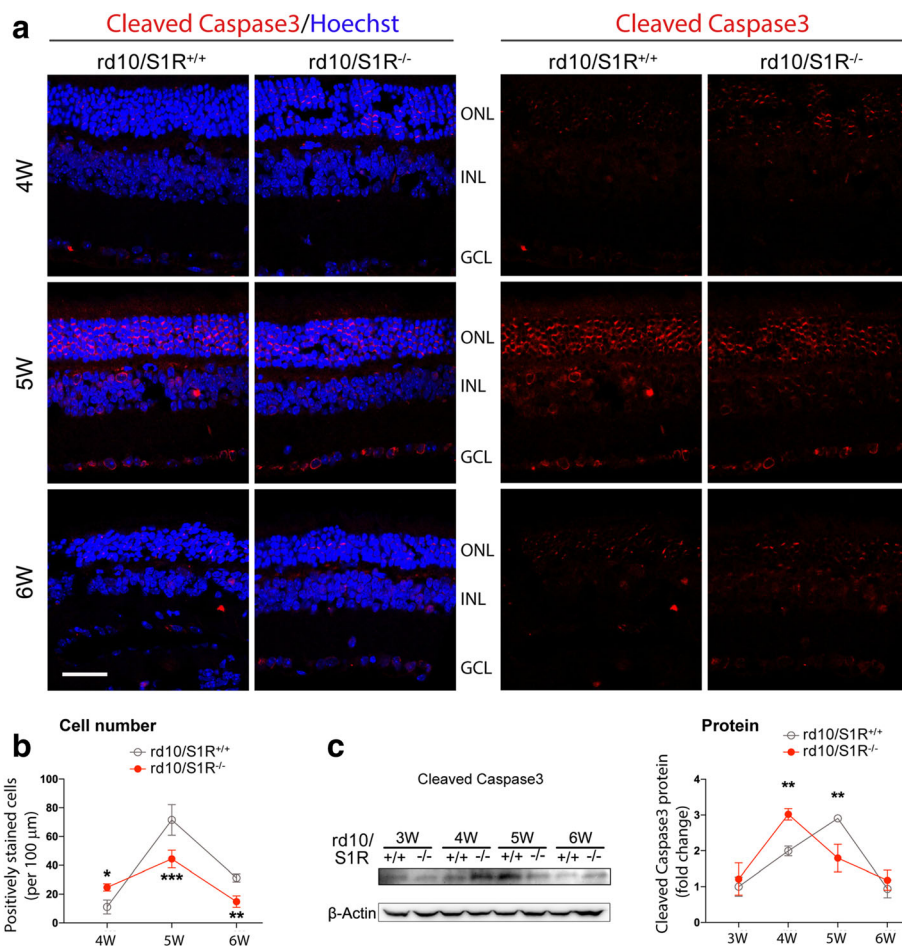 a
Cleaved Caspase3/Hoechst
Cleaved Caspase3
rd10/S1R+/+
rd10/S1R-/-
rd10/S1R+/+
rd10/S1R-/-
4W
ONL
INL
GCL
5W
ONL
INL
GCL
6W
ONL
INL
GCL
b
Cell number
rd10/S1R+/+
rd10/S1R-/-
Positively stained cells
(per 100 μm)
100
80
60
40
20
0
*
***
**
4W 5W 6W
c
Cleaved Caspase3
rd10/ 3W 4W 5W 6W
S1R +/+ -/- +/+ -/- +/+ -/- +/+ -/-
β-Actin
Protein
rd10/S1R+/+
rd10/S1R-/-
Cleaved Caspase3 protein
(fold change)
4
3
2
1
0
** **
3W 4W 5W 6W